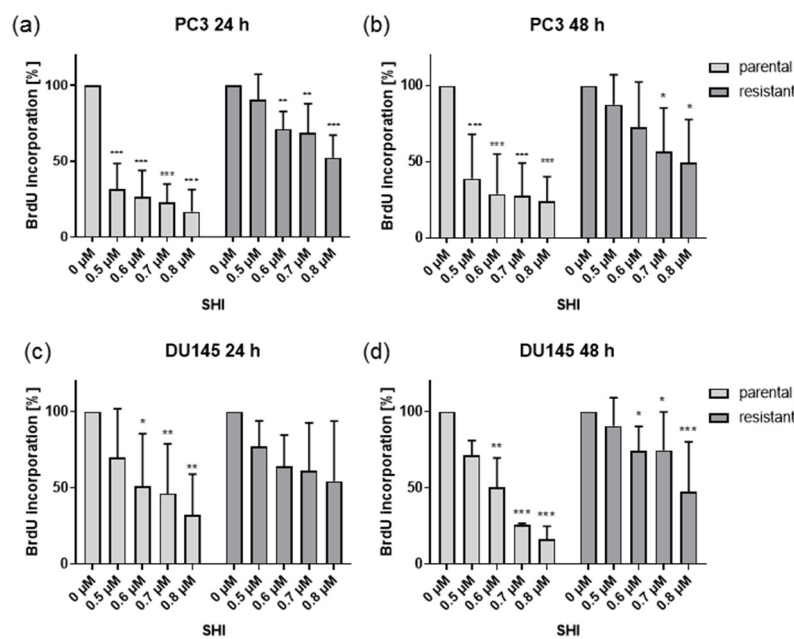 (a)
PC3 24 h
BrdU Incorporation [%]
100
50
0
*** *** *** *** ** ** ***
0 µM 0.5 µM 0.6 µM 0.7 µM 0.8 µM 0 µM 0.5 µM 0.6 µM 0.7 µM 0.8 µM
SHI
(b)
PC3 48 h
BrdU Incorporation [%]
100
50
0
*** *** *** *** * *
0 µM 0.5 µM 0.6 µM 0.7 µM 0.8 µM 0 µM 0.5 µM 0.6 µM 0.7 µM 0.8 µM
SHI
parental
resistant
(c)
DU145 24 h
BrdU Incorporation [%]
100
50
0
* ** **
0 µM 0.5 µM 0.6 µM 0.7 µM 0.8 µM 0 µM 0.5 µM 0.6 µM 0.7 µM 0.8 µM
SHI
(d)
DU145 48 h
BrdU Incorporation [%]
100
50
0
** *** *** * * ***
0 µM 0.5 µM 0.6 µM 0.7 µM 0.8 µM 0 µM 0.5 µM 0.6 µM 0.7 µM 0.8 µM
SHI
parental
resistant